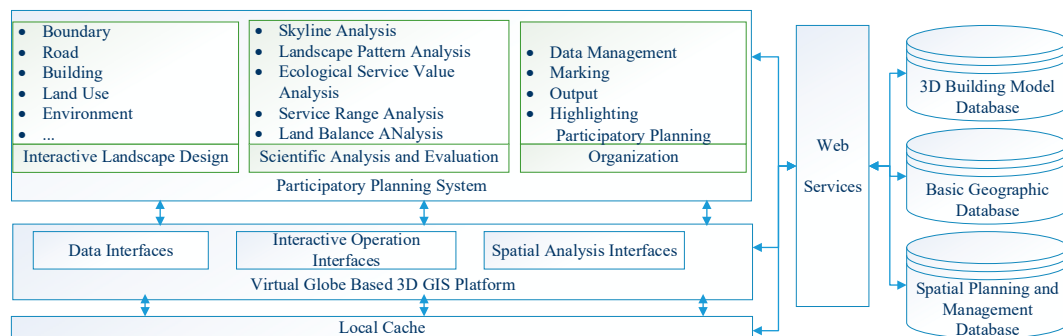 • Boundary
• Road
• Building
• Land Use
• Environment
• ...
Interactive Landscape Design
• Skyline Analysis
• Landscape Pattern Analysis
• Ecological Service Value
Analysis
• Service Range Analysis
• Land Balance ANalysis
Scientific Analysis and Evaluation
• Data Management
• Marking
• Output
• Highlighting
Participatory Planning
Organization
Participatory Planning System
Data Interfaces
Interactive Operation
Interfaces
Spatial Analysis Interfaces
Virtual Globe Based 3D GIS Platform
Local Cache
Web
Services
3D Building Model
Database
Basic Geographic
Database
Spatial Planning and
Management
Database